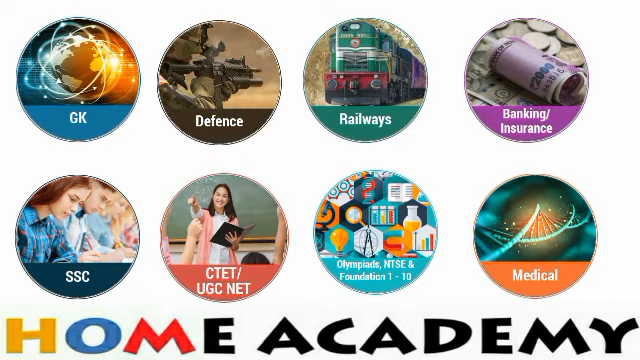 GK
Defence
Railways
Banking/
Insurance
SSC
CTET/
UGC NET
Olympiads, NTSE &
Foundation 1 - 10
Medical
HOME ACADEMY